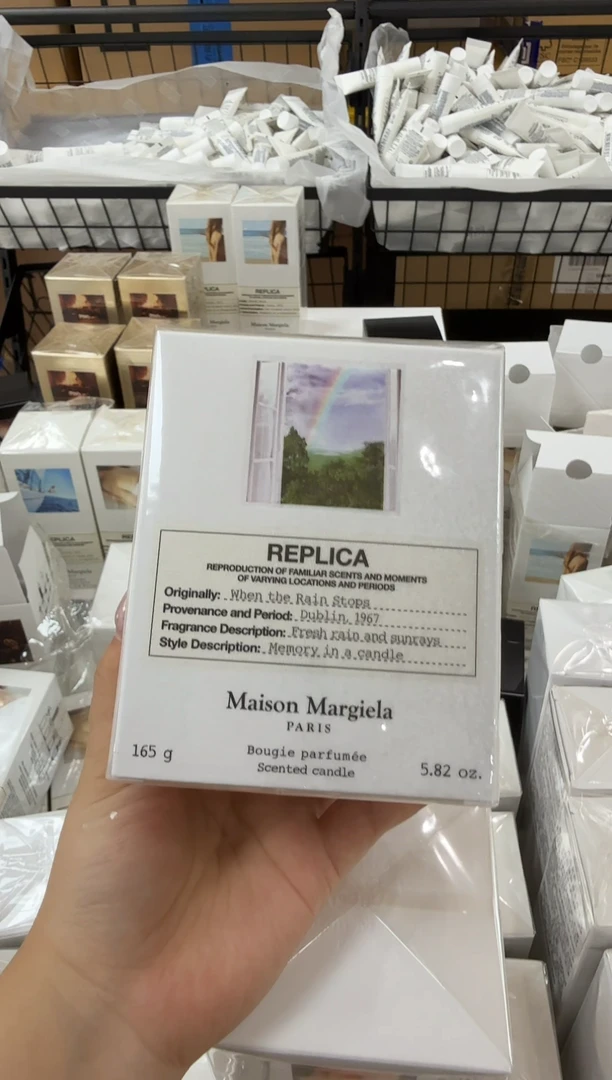 REPLICA
Maison Margiela
REPLICA
REPRODUCTION OF FAMILIAR SCENTS AND MOMENTS
OF VARYING LOCATIONS AND PERIODS
Originally: When the Rain Stops
Provenance and Period: Dublin, 1967
Fragrance Description: Fresh rain and sunrays
Style Description: Memory in a candle
Maison Margiela
PARIS
165 g
Bougie parfumée
Scented candle
5.82 oz.